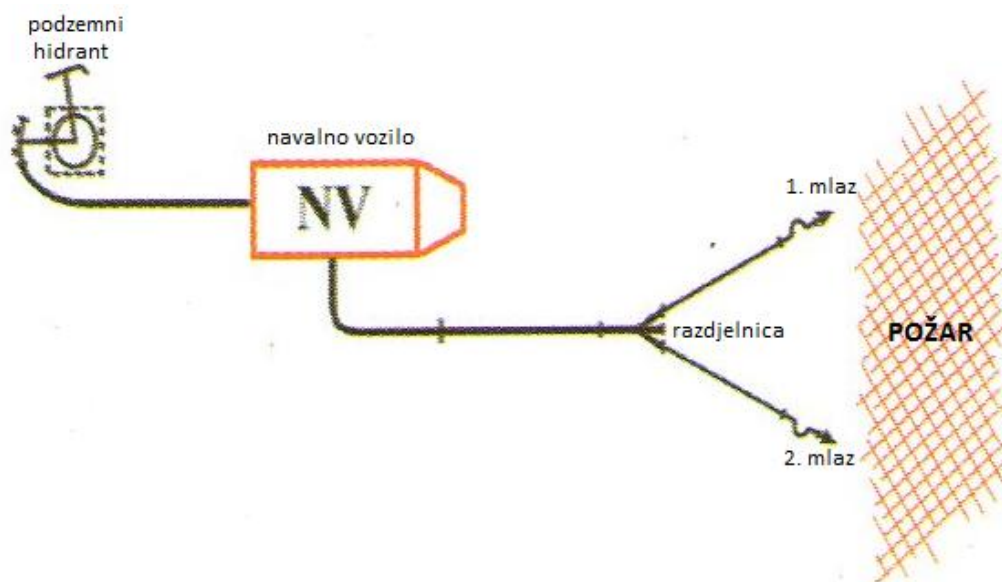 podzemni
hidrant
navalno vozilo
NV
1. mlaz
razdjelnica
POŽAR
2. mlaz